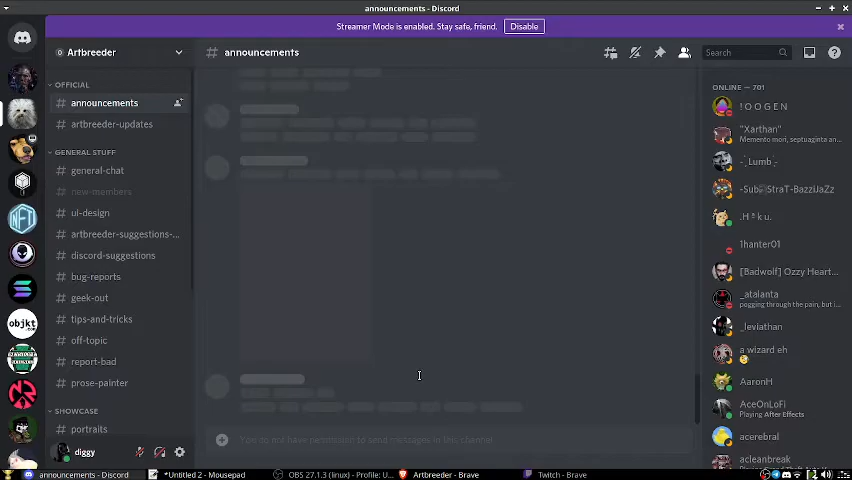 announcements - Discord
Streamer Mode is enabled. Stay safe, friend. Disable
Artbreeder
# announcements
Search
OFFICIAL
# announcements
# artbreeder-updates
GENERAL STUFF
# general-chat
# new-members
# ui-design
# artbreeder-suggestions-...
# discord-suggestions
# bug-reports
# geek-out
# tips-and-tricks
# off-topic
# report-bad
# prose-painter
SHOWCASE
# portraits
diggy
objkt
.com
You do not have permission to send messages in this channel.
ONLINE — 701
! O O G E N
"Xarthan"
Memento mori, septuaginta an...
_leviathan
1hanter01
[Badwolf] Ozzy Heart...
_atalanta
pogging through the pain, but i...
a wizard eh
AaronH
AceOnLoFi
Playing After Effects
acerebral
acleanbreak
announcements - Discord
*Untitled 2 - Mousepad
OBS 27.1.3 (linux) - Profile: U...
Artbreeder - Brave
Twitch - Brave